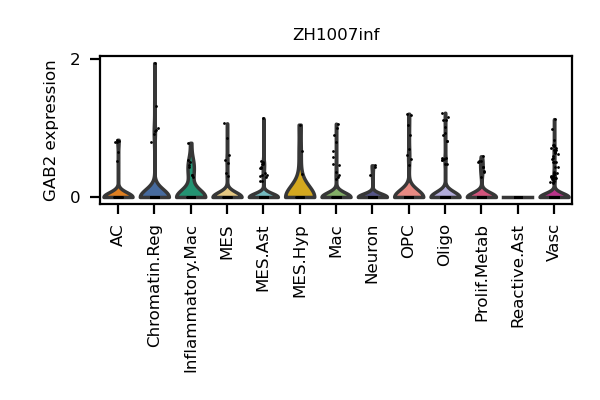 ZH1007inf
GAB2 expression
2
0
AC
Chromatin.Reg
Inflammatory.Mac
MES
MES.Ast
MES.Hyp
Mac
Neuron
OPC
Oligo
Prolif.Metab
Reactive.Ast
Vasc